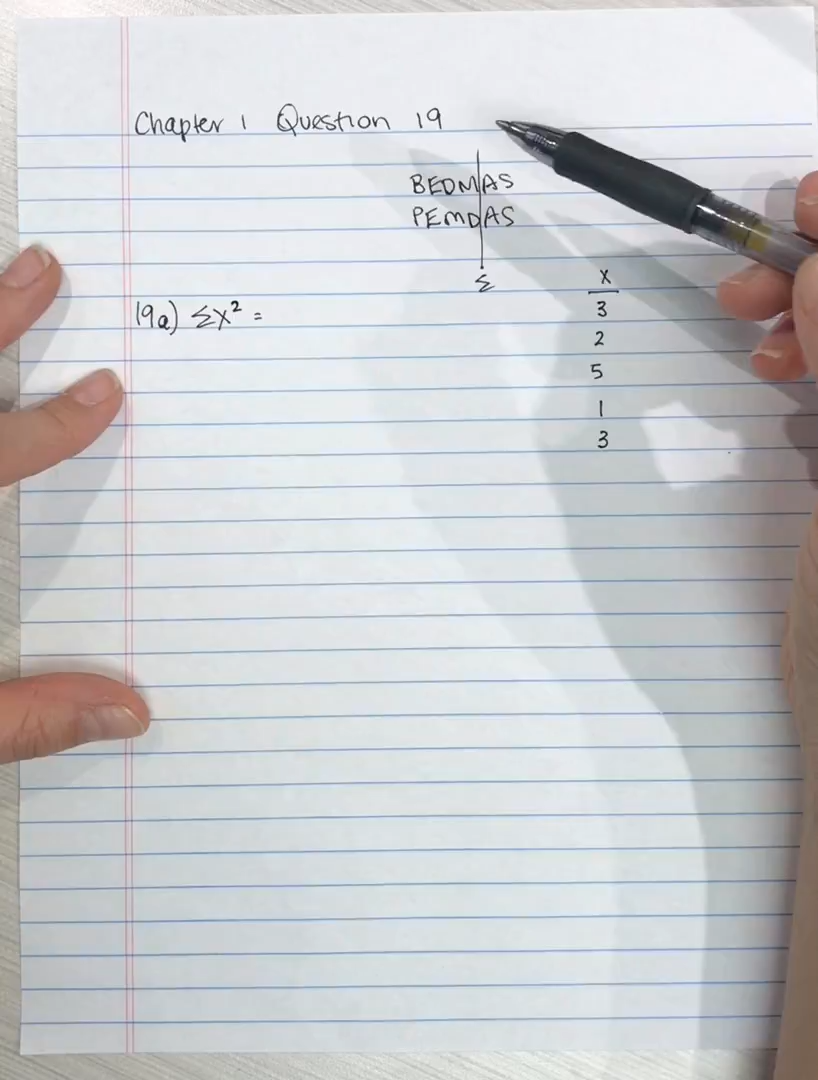 Chapter 1 Question 19
BEDMAS
PEMDAS
Σ
19a) ΣX² =
X
3
2
5
1
3